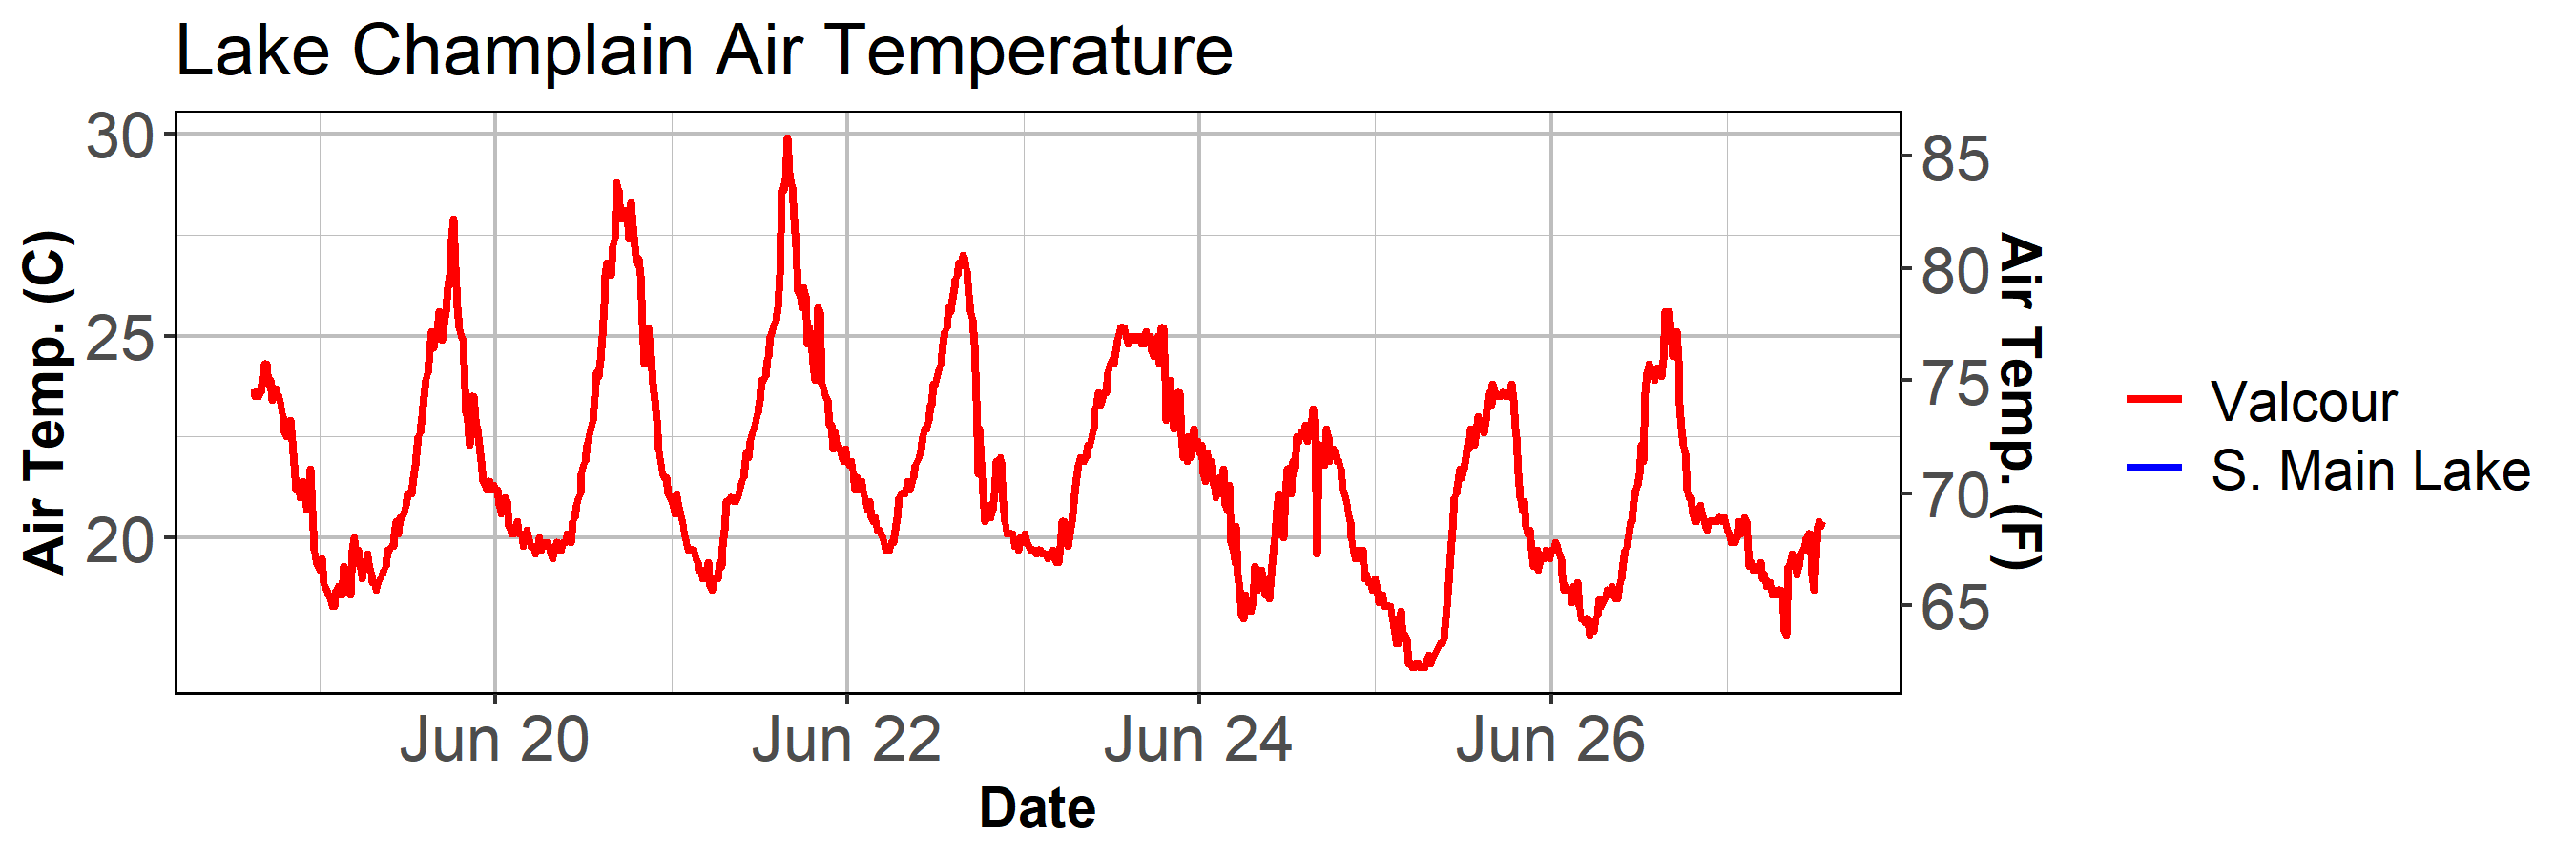 Lake Champlain Air Temperature
30
25
20
Air Temp. (C)
85
80
75
70
65
Air Temp. (F)
Jun 20
Jun 22
Jun 24
Jun 26
Date
Valcour
S. Main Lake